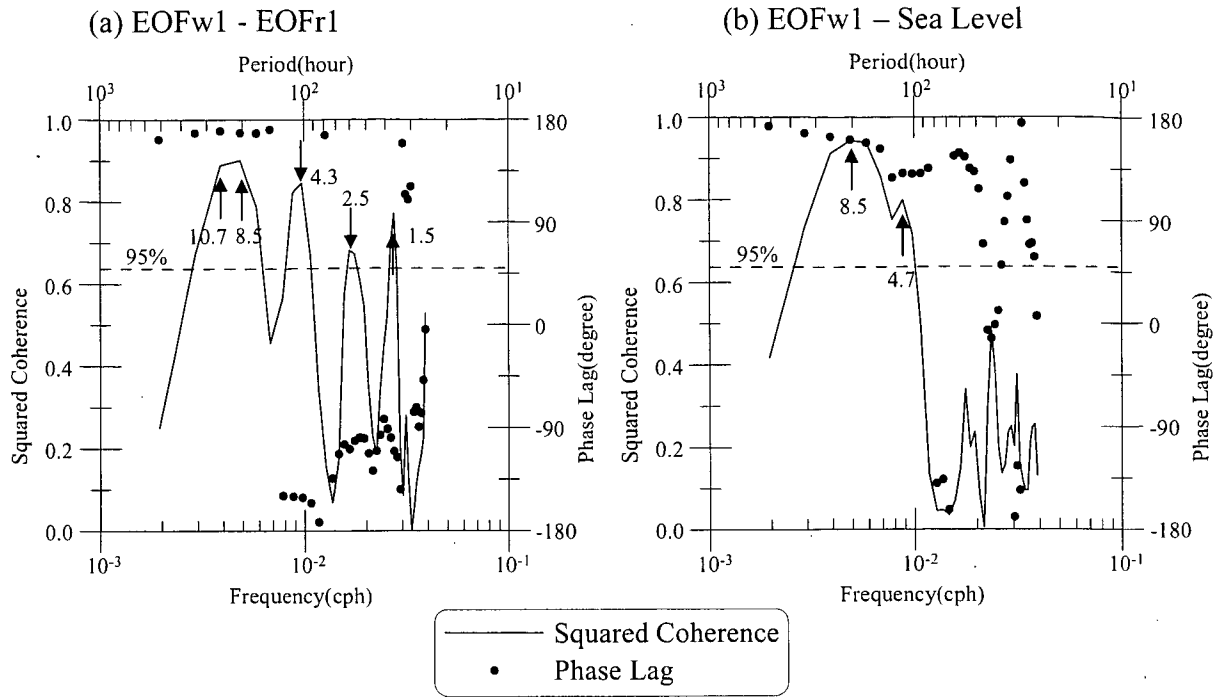 (a) EOFw1 - EOFr1
Period(hour)
10³ 10² 10¹
1.0
0.8
0.6
0.4
0.2
0.0
Squared Coherence
180
90
0
-90
-180
Phase Lag(degree)
95%
10.7
8.5
4.3
2.5
1.5
10⁻³ 10⁻² 10⁻¹
Frequency(cph)
(b) EOFw1 – Sea Level
Period(hour)
10³ 10² 10¹
1.0
0.8
0.6
0.4
0.2
0.0
Squared Coherence
180
90
0
-90
-180
Phase Lag(degree)
95%
8.5
4.7
10⁻³ 10⁻² 10⁻¹
Frequency(cph)
Squared Coherence
Phase Lag